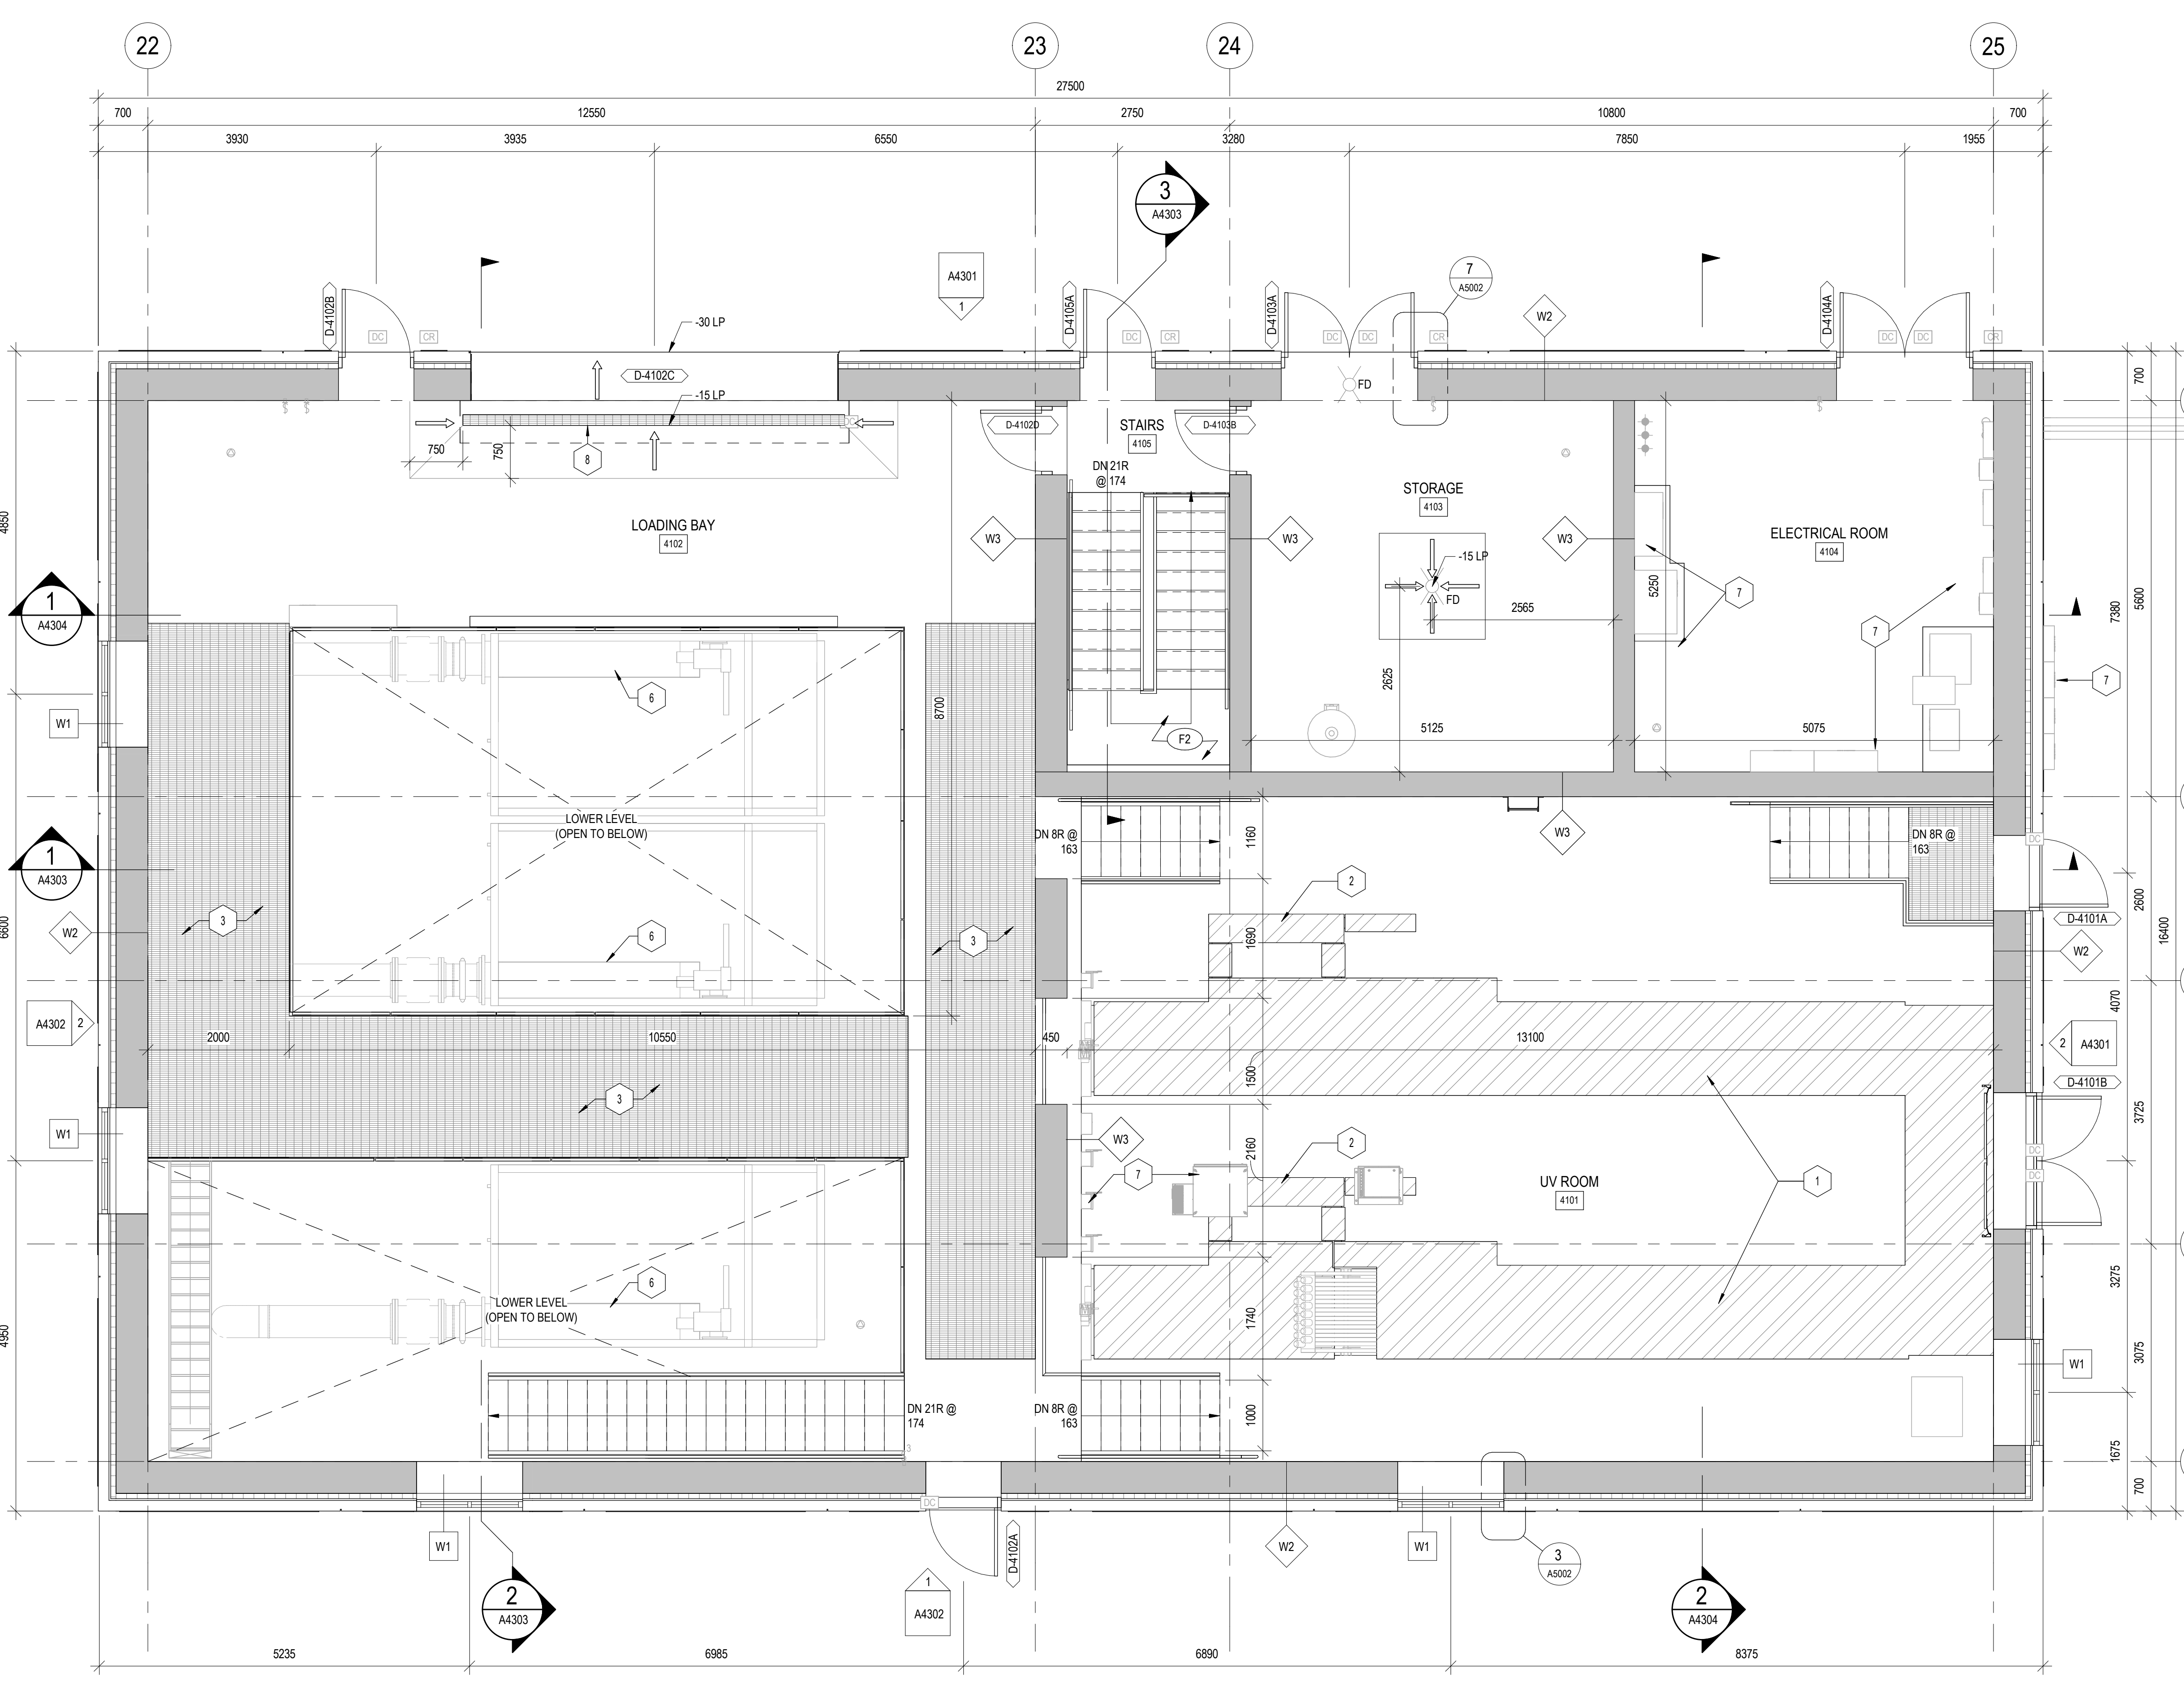 22
23
24
25
27500
700
12550
2750
10800
700
3930
3935
6550
3280
7850
1955
3
A4303
A4301
1
7
A5002
D-4102B
D-4105A
D-4103A
D-4104A
W2
DC
CR
DC
CR
DC
DC
CR
DC
DC
CR
-30 LP
D-4102C
-15 LP
DC
FD
700
750
750
8
D-4102D
STAIRS
4105
D-4103B
DN 21R
@ 174
STORAGE
4103
LOADING BAY
4102
W3
W3
W3
ELECTRICAL ROOM
4104
4850
-15 LP
FD
2565
5250
7
7
7
1
A4304
7380
5600
2625
6
8700
W1
F2
5125
5075
LOWER LEVEL
(OPEN TO BELOW)
DN 8R @
163
1160
W3
DN 8R @
163
DC
1
A4303
2
2600
16400
6600
W2
3
6
3
1690
D-4101A
W2
A4302
2
4070
2000
10550
450
13100
2
A4301
1500
D-4101B
3
3725
W1
W3
2160
2
DC
DC
7
UV ROOM
4101
1
6
3275
LOWER LEVEL
(OPEN TO BELOW)
1740
4950
3075
W1
DN 21R @
174
DN 8R @
163
1000
3
1675
700
DC
W1
D-4102A
W2
W1
3
A5002
1
A4302
2
A4303
2
A4304
5235
6985
6890
8375